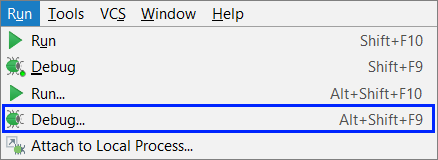 Run Tools VCS Window Help
Run Shift+F10
Debug Shift+F9
Run... Alt+Shift+F10
Debug... Alt+Shift+F9
Attach to Local Process...